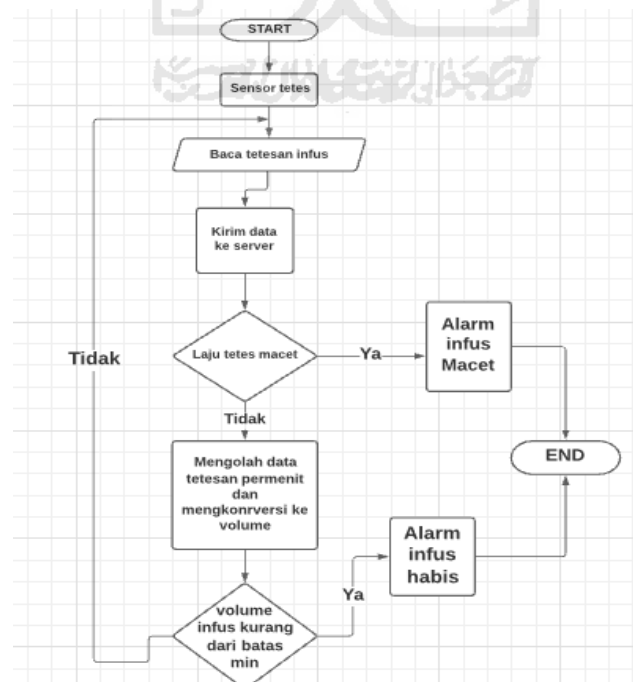 START
Sensor tetes
Baca tetesan infus
Kirim data
ke server
Laju tetes macet
Ya
Alarm
infus
Macet
Tidak
Tidak
END
Mengolah data
tetesan permenit
dan
mengkonrversi ke
volume
Alarm
infus
habis
Ya
volume
infus kurang
dari batas
min